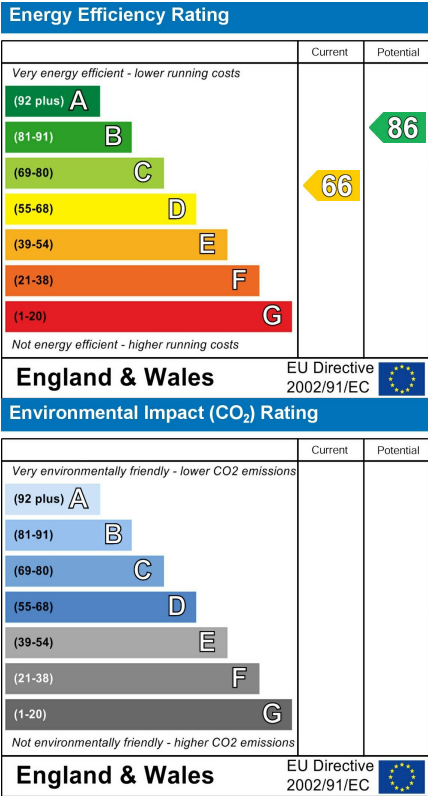 Energy Efficiency Rating
Current Potential
Very energy efficient - lower running costs
(92 plus) A
(81-91) B
86
(69-80) C
66
(55-68) D
(39-54) E
(21-38) F
(1-20) G
Not energy efficient - higher running costs
England & Wales
EU Directive
2002/91/EC
Environmental Impact (CO₂) Rating
Current Potential
Very environmentally friendly - lower CO2 emissions
(92 plus) A
(81-91) B
(69-80) C
(55-68) D
(39-54) E
(21-38) F
(1-20) G
Not environmentally friendly - higher CO2 emissions
England & Wales
EU Directive
2002/91/EC